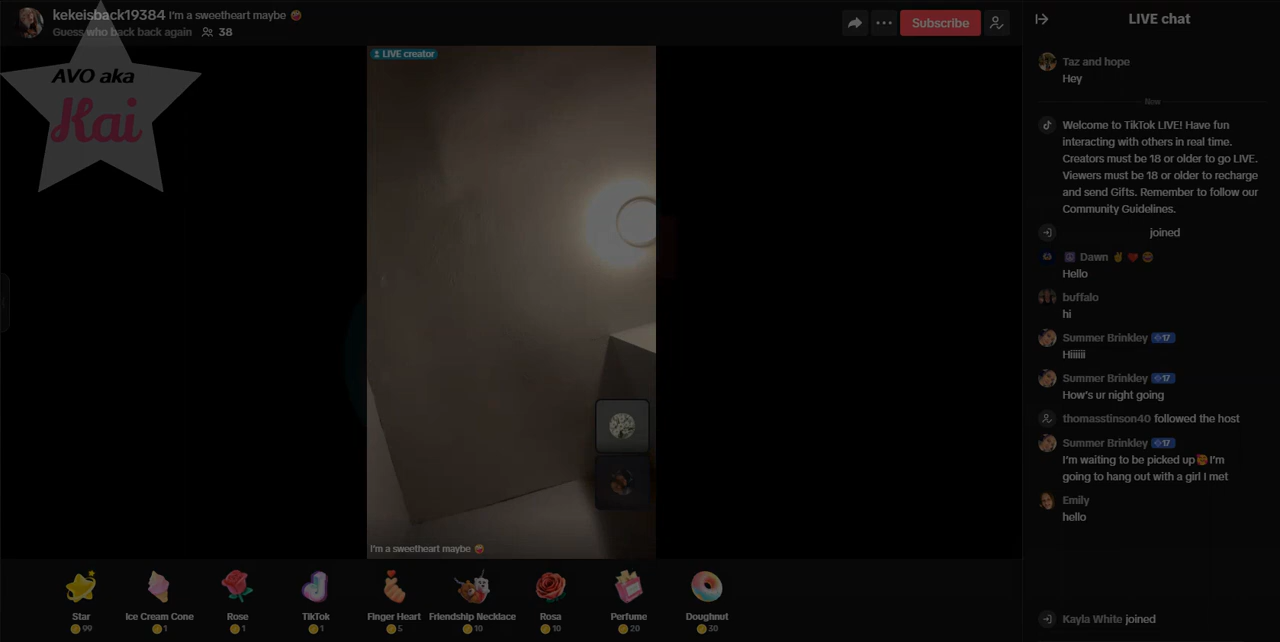 kekeisback19384 I'm a sweetheart maybe
Guess who back back again 38
Subscribe
AVO aka
Kai
LIVE creator
I'm a sweetheart maybe
Star
99
Ice Cream Cone
1
Rose
1
TikTok
1
Finger Heart
5
Friendship Necklace
10
Rosa
10
Perfume
20
Doughnut
30
LIVE chat
Taz and hope
Hey
New
Welcome to TikTok LIVE! Have fun
interacting with others in real time.
Creators must be 18 or older to go LIVE.
Viewers must be 18 or older to recharge
and send Gifts. Remember to follow our
Community Guidelines.
joined
Dawn
Hello
buffalo
hi
Summer Brinkley 17
Hiiiiii
Summer Brinkley 17
How's ur night going
thomasstinson40 followed the host
Summer Brinkley 17
I'm waiting to be picked up🥰I'm
going to hang out with a girl I met
Emily
hello
Kayla White joined